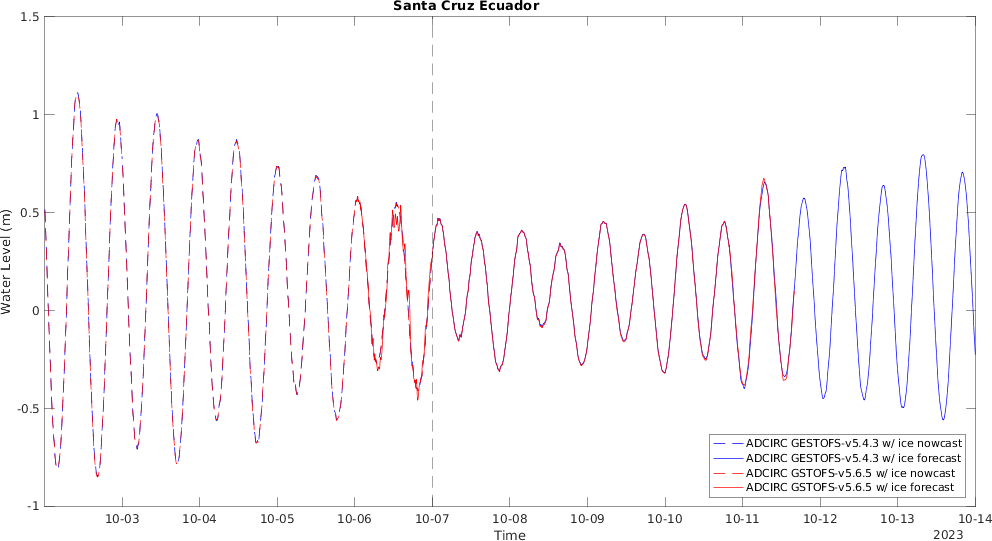 Santa Cruz Ecuador
1.5
1
0.5
0
-0.5
-1
Water Level (m)
10-03 10-04 10-05 10-06 10-07 10-08 10-09 10-10 10-11 10-12 10-13 10-14
2023
Time
ADCIRC GESTOFS-v5.4.3 w/ ice nowcast
ADCIRC GESTOFS-v5.4.3 w/ ice forecast
ADCIRC GSTOFS-v5.6.5 w/ ice nowcast
ADCIRC GSTOFS-v5.6.5 w/ ice forecast